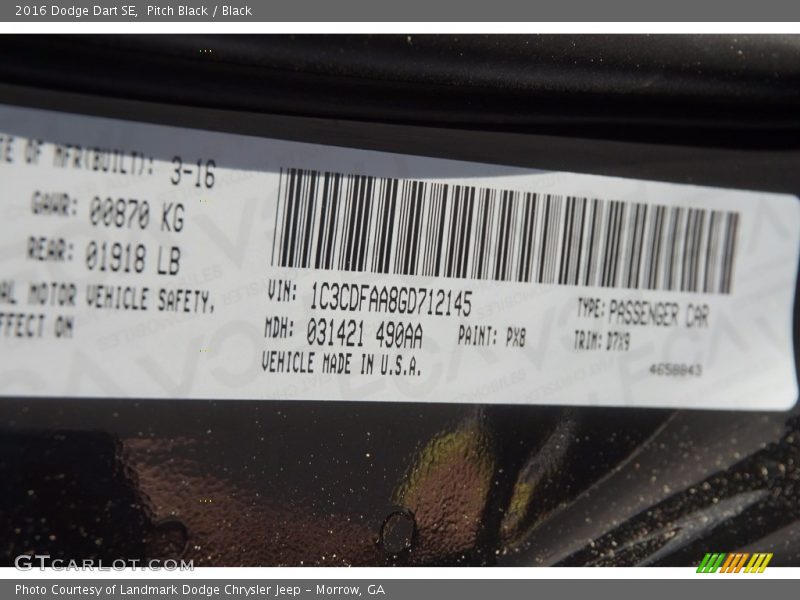 2016 Dodge Dart SE, Pitch Black / Black
TE OF MFR(BUILT): 3-16
GAWR: 00870 KG
REAR: 01918 LB
AL MOTOR VEHICLE SAFETY,
FFECT ON
VIN: 1C3CDFAA8GD712145
TYPE: PASSENGER CAR
MDH: 031421 490AA PAINT: PX8 TRIM: D7X9
VEHICLE MADE IN U.S.A.
4658843
GTcarlot.com
Photo Courtesy of Landmark Dodge Chrysler Jeep – Morrow, GA